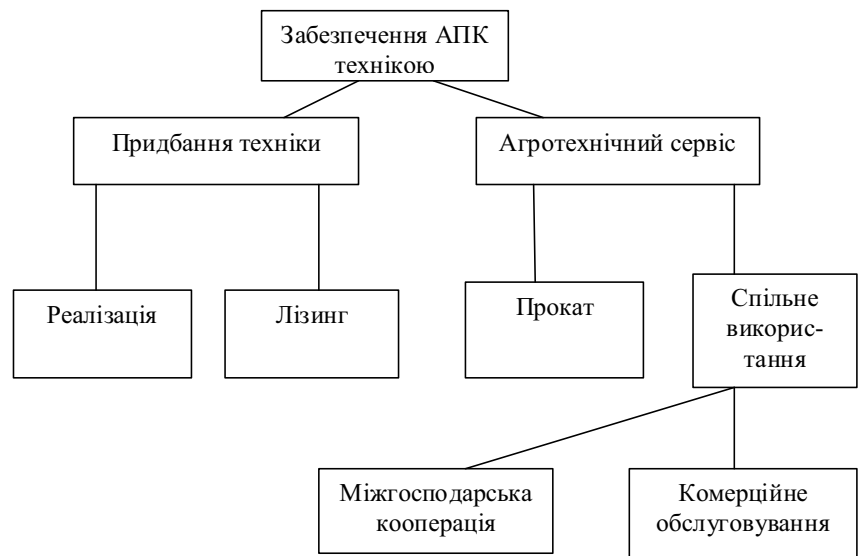 Забезпечення АПК
технікою
Придбання техніки
Агротехнічний сервіс
Реалізація
Лізинг
Прокат
Спільне
викорис-
тання
Міжгосподарська
кооперація
Комерційне
обслуговування